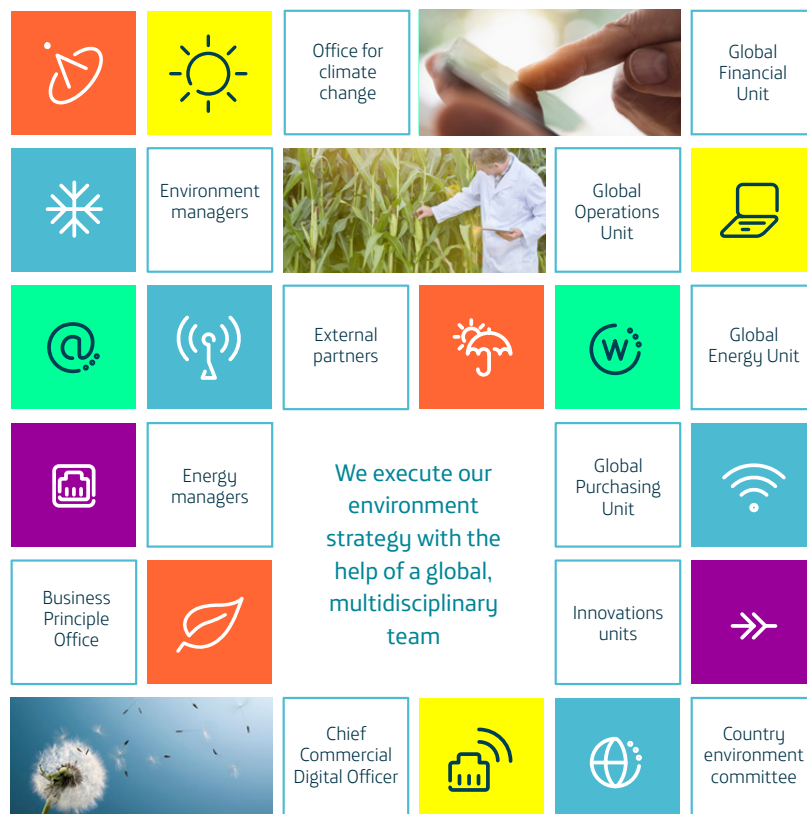 Office for
climate
change
Global
Financial
Unit
Environment
managers
Global
Operations
Unit
@
External
partners
W
Global
Energy Unit
Energy
managers
We execute our
environment
strategy with the
help of a global,
multidisciplinary
team
Global
Purchasing
Unit
Business
Principle
Office
Innovations
units
Chief
Commercial
Digital Officer
Country
environment
committee